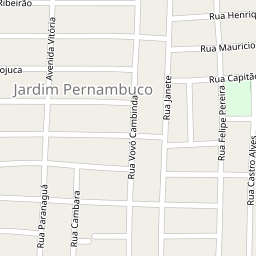 Ribeirão
Rua Henriq
Avenida Vitória
Rua Mauricio
ojuca
Rua Capitão
Jardim Pernambuco
Rua Janete
Rua Vovó Cambinda
Rua Felipe Pereira
Rua Castro Alves
Rua Paranaguá
Rua Cambara